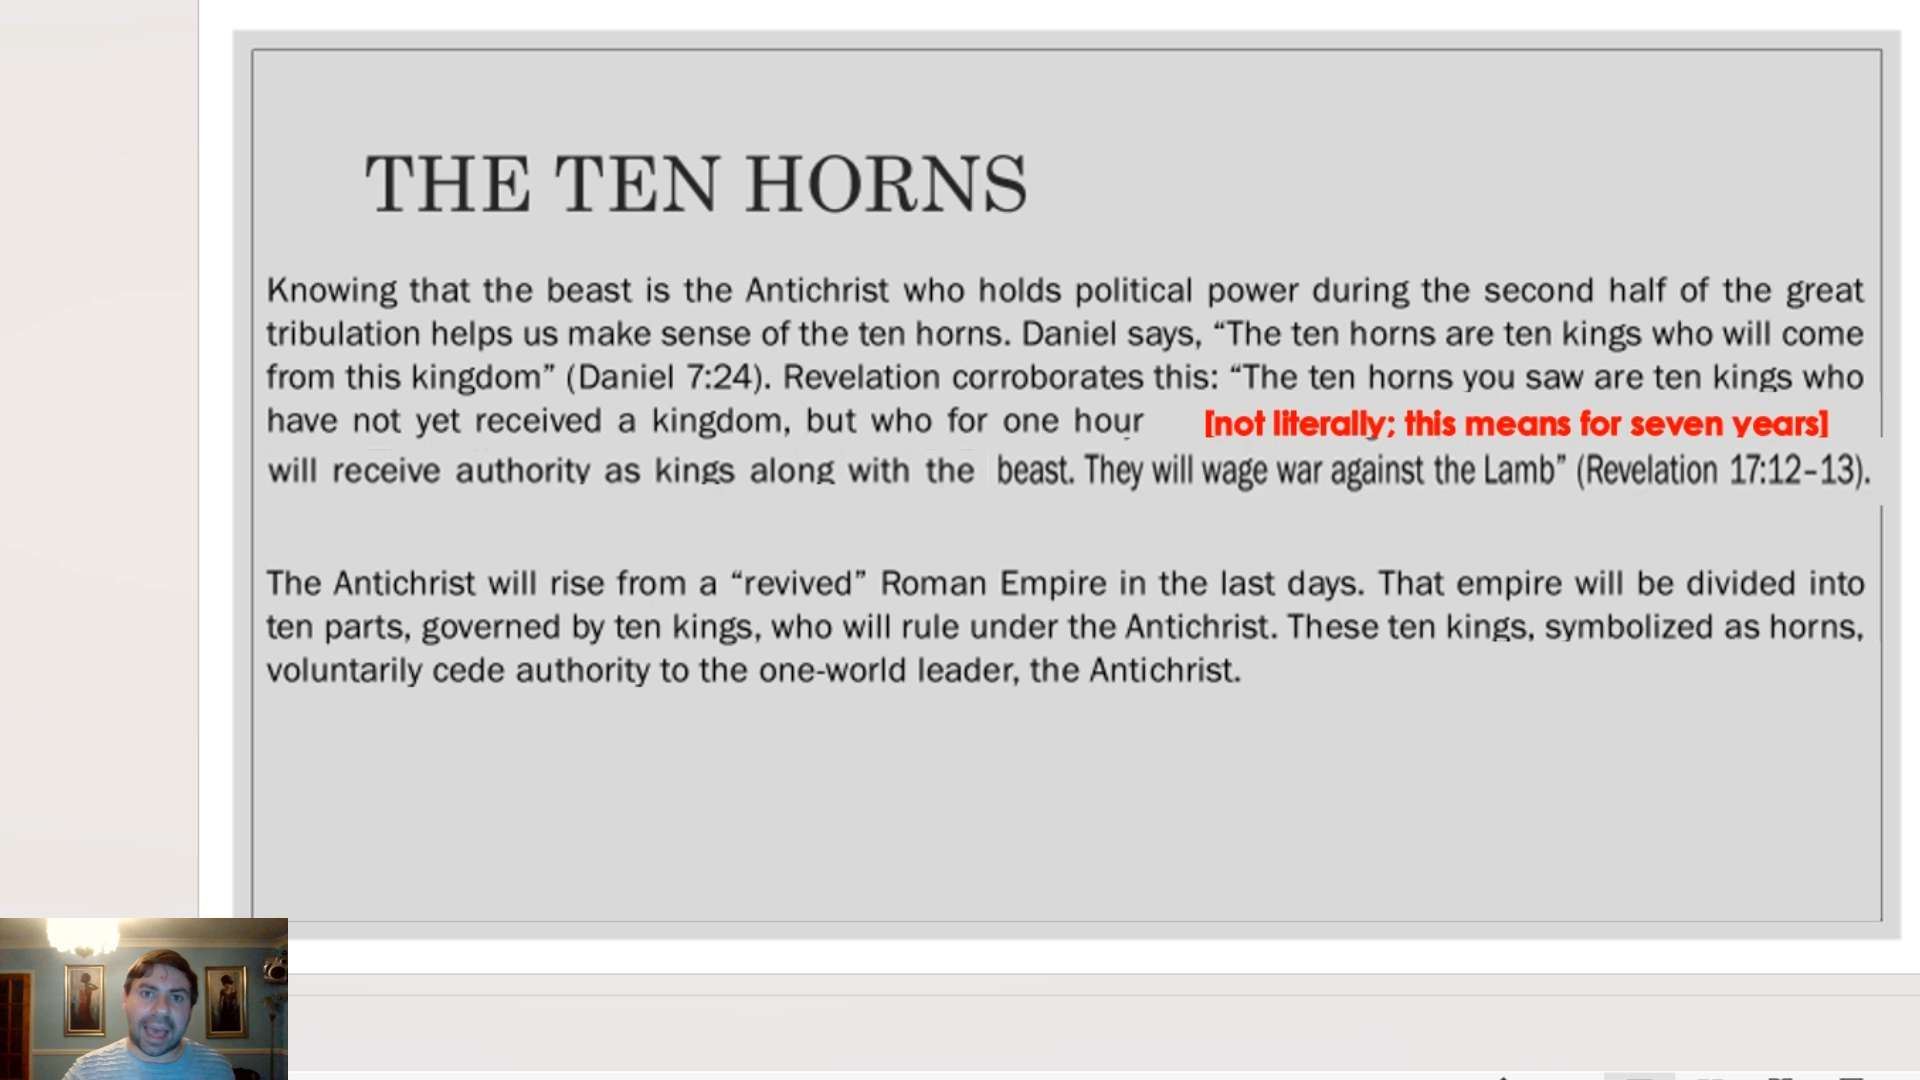 THE TEN HORNS
Knowing that the beast is the Antichrist who holds political power during the second half of the great
tribulation helps us make sense of the ten horns. Daniel says, “The ten horns are ten kings who will come
from this kingdom” (Daniel 7:24). Revelation corroborates this: “The ten horns you saw are ten kings who
have not yet received a kingdom, but who for one hour [not literally; this means for seven years]
will receive authority as kings along with the beast. They will wage war against the Lamb” (Revelation 17:12–13).
The Antichrist will rise from a “revived” Roman Empire in the last days. That empire will be divided into
ten parts, governed by ten kings, who will rule under the Antichrist. These ten kings, symbolized as horns,
voluntarily cede authority to the one-world leader, the Antichrist.